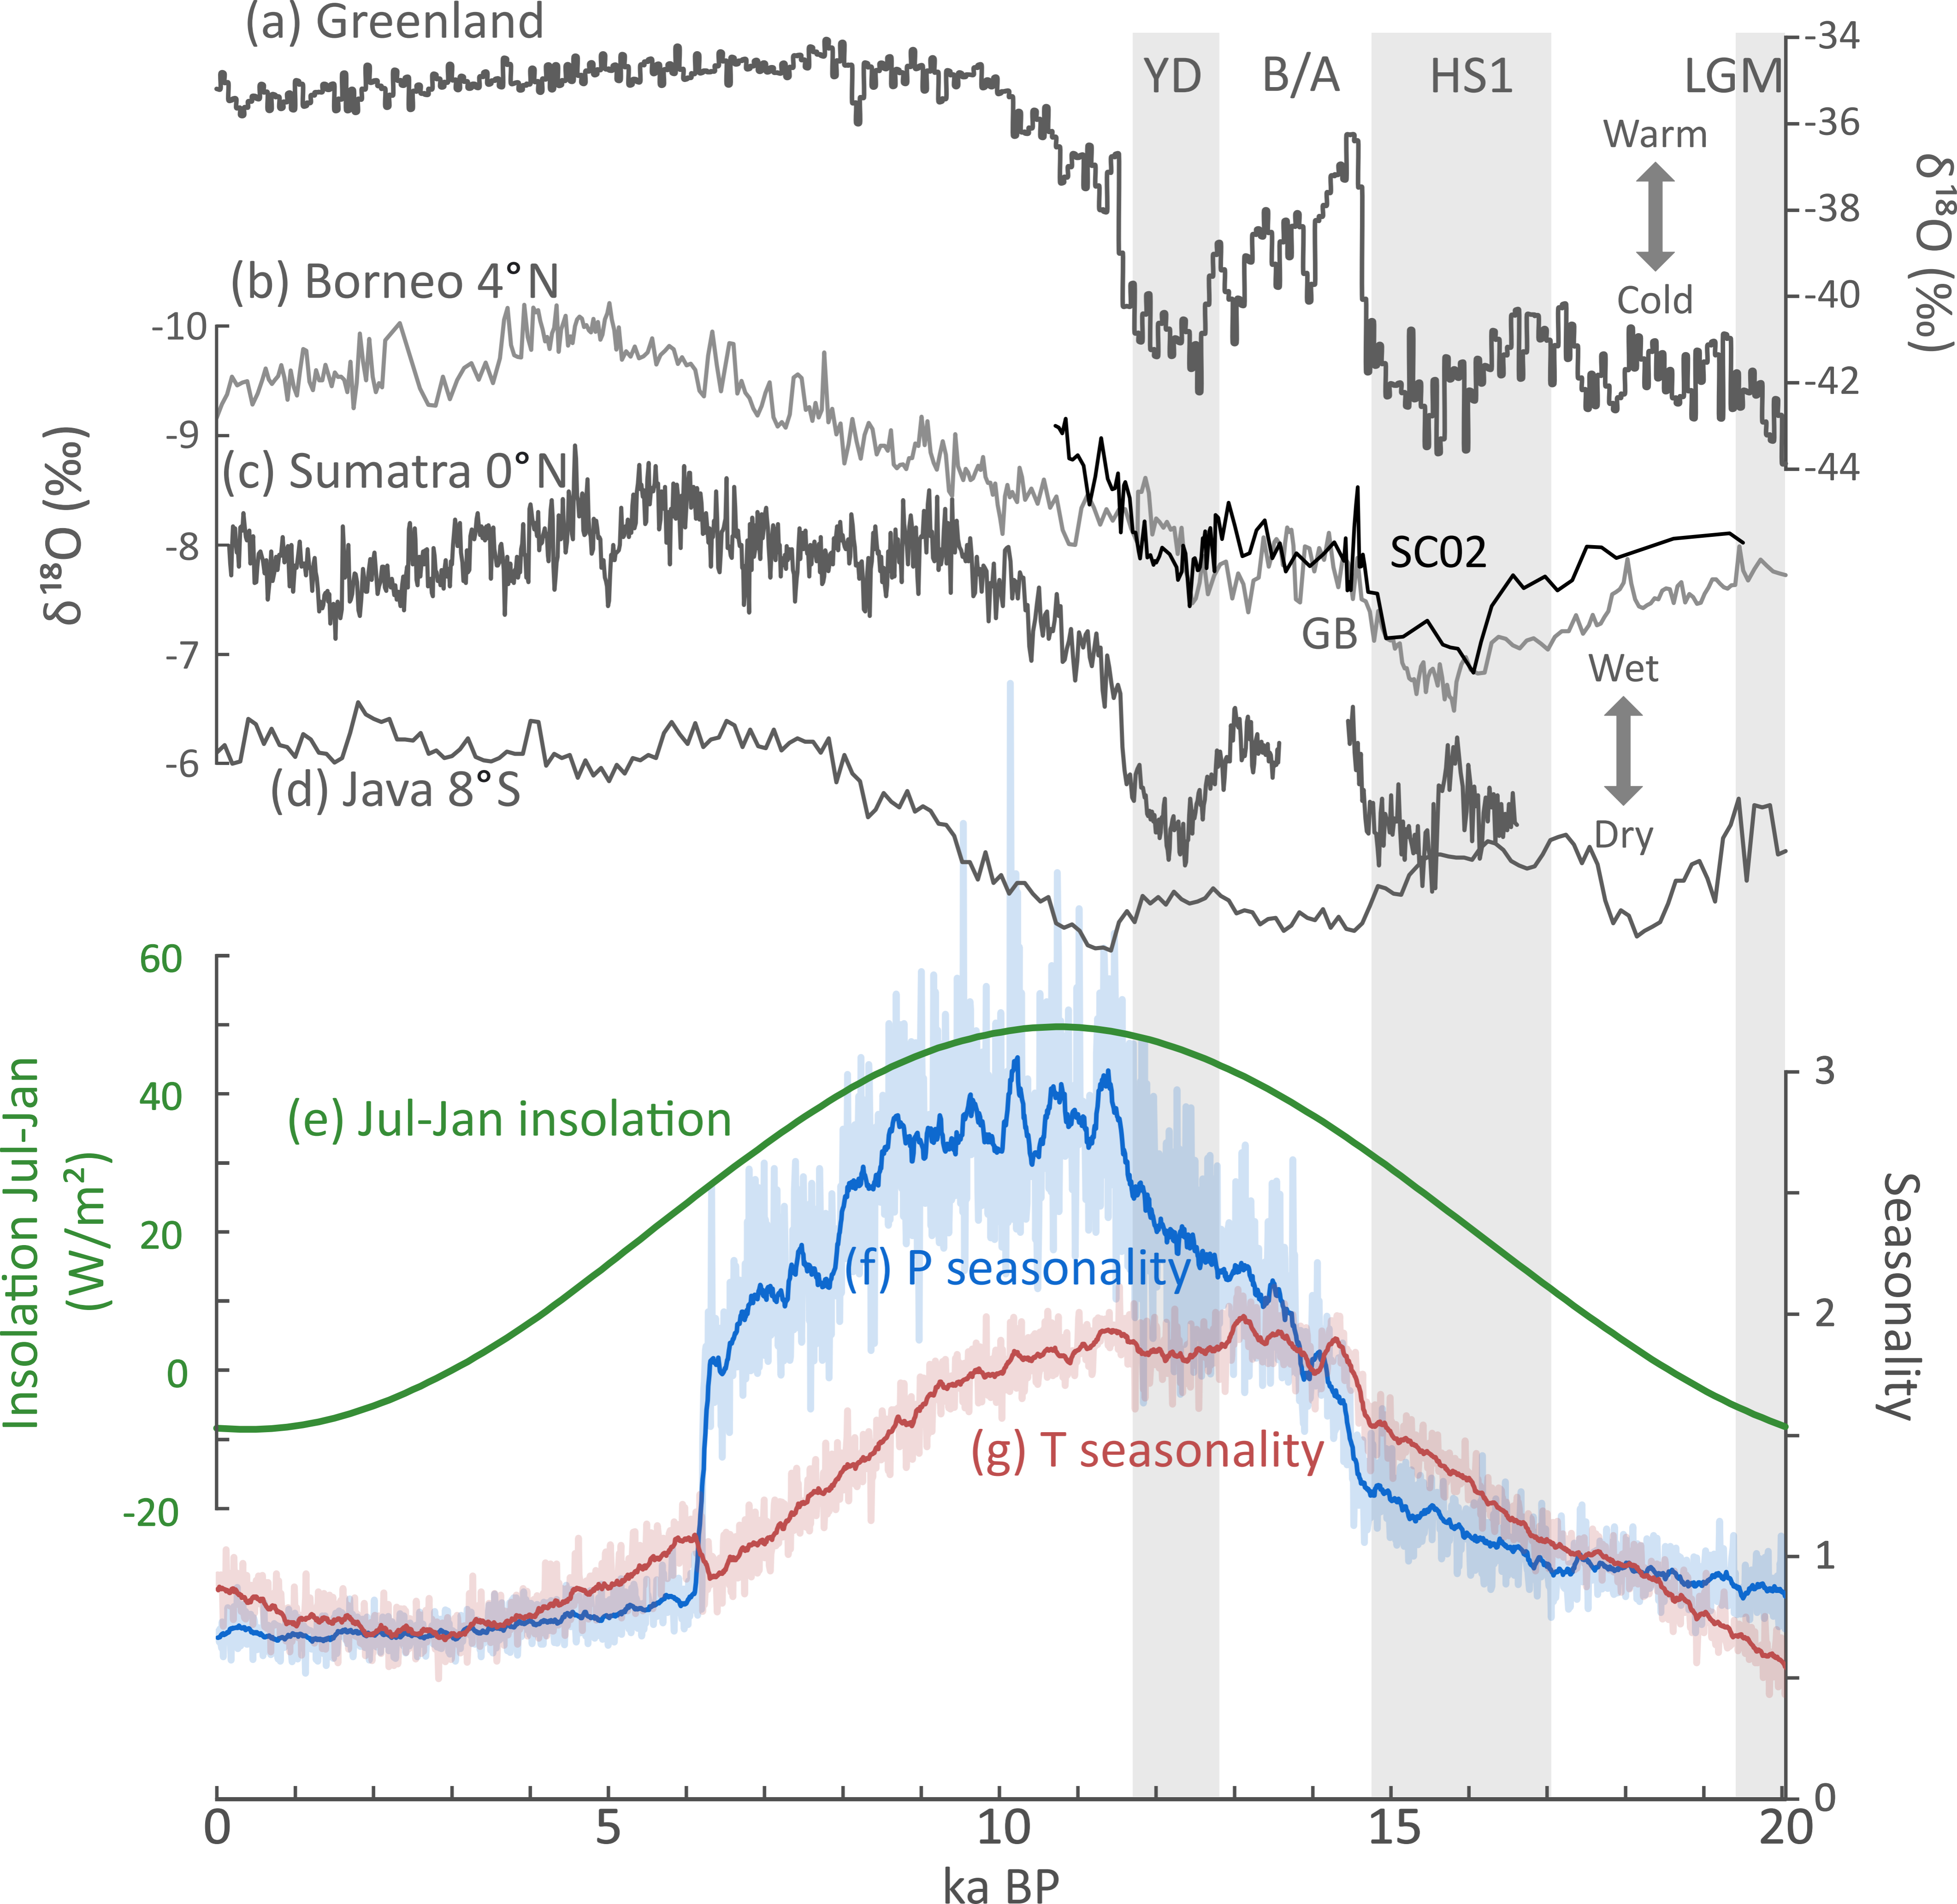 (a) Greenland
-34
YD
B/A
HS1
LGM
-36
Warm
δ ¹⁸O (‰)
-38
(b) Borneo 4°N
-40
Cold
-10
-42
-9
(c) Sumatra 0°N
-44
δ ¹⁸O (‰)
-8
SC02
GB
-7
Wet
-6
(d) Java 8°S
Dry
60
Insolation Jul-Jan
(W/m²)
3
40
(e) Jul-Jan insolation
Seasonality
20
(f) P seasonality
2
0
(g) T seasonality
-20
1
0
0
5
10
15
20
ka BP